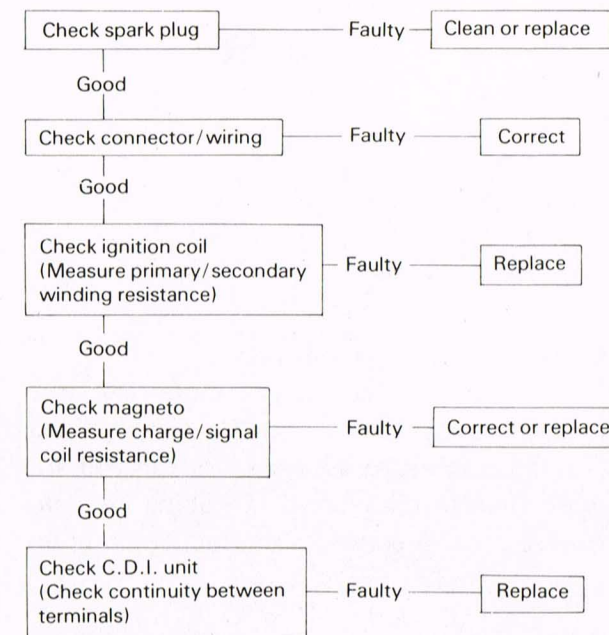 Check spark plug Faulty Clean or replace
Good
Check connector/wiring Faulty Correct
Good
Check ignition coil
(Measure primary/secondary Faulty Replace
winding resistance)
Good
Check magneto
(Measure charge/signal Faulty Correct or replace
coil resistance)
Good
Check C.D.I. unit
(Check continuity between Faulty Replace
terminals)